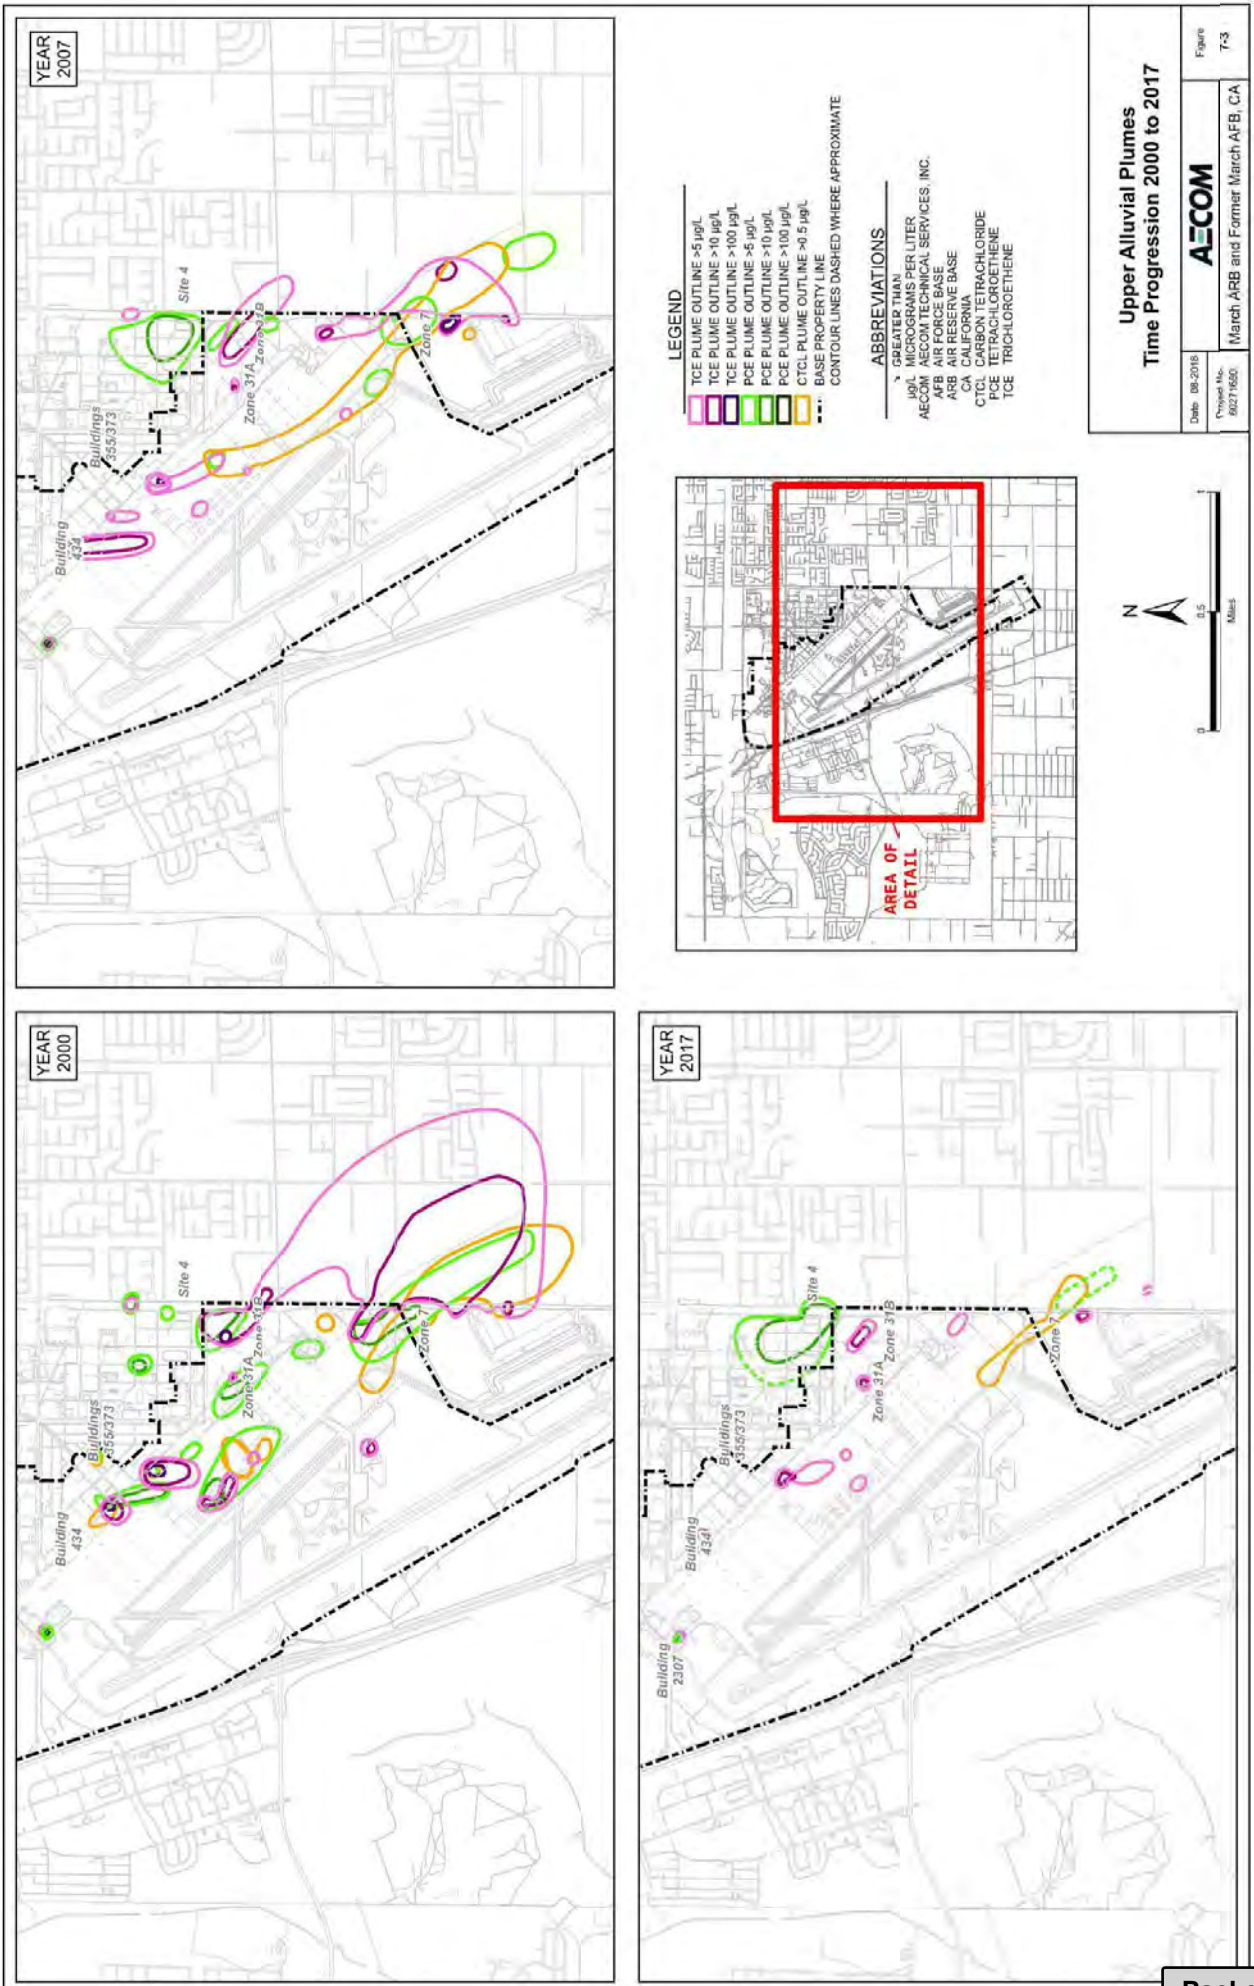 YEAR
2000
Site 4
Buildings
355/373
Building
434
Zone 31A
Zone 31B
Zone 7
YEAR
2007
Site 4
Buildings
355/373
Building
434
Zone 31A
Zone 31B
Zone 7
YEAR
2017
Site 4
Buildings
355/373
Building
434
Building
2307
Zone 31A
Zone 31B
Zone 7
LEGEND
TCE PLUME OUTLINE >5 µg/L
TCE PLUME OUTLINE >10 µg/L
TCE PLUME OUTLINE >100 µg/L
PCE PLUME OUTLINE >5 µg/L
PCE PLUME OUTLINE >10 µg/L
PCE PLUME OUTLINE >100 µg/L
CTCL PLUME OUTLINE >0.5 µg/L
BASE PROPERTY LINE
CONTOUR LINES DASHED WHERE APPROXIMATE
ABBREVIATIONS
> GREATER THAN
µg/L MICROGRAMS PER LITER
AECOM AECOM TECHNICAL SERVICES, INC.
AFB AIR FORCE BASE
ARB AIR RESERVE BASE
CA CALIFORNIA
CTCL CARBON TETRACHLORIDE
PCE TETRACHLOROETHENE
TCE TRICHLOROETHENE
AREA OF
DETAIL
N
0 0.5 1
Miles
Upper Alluvial Plumes
Time Progression 2000 to 2017
Date 08-2018
Project No.
60271680
AECOM
March ARB and Former March AFB, CA
Figure
7-3